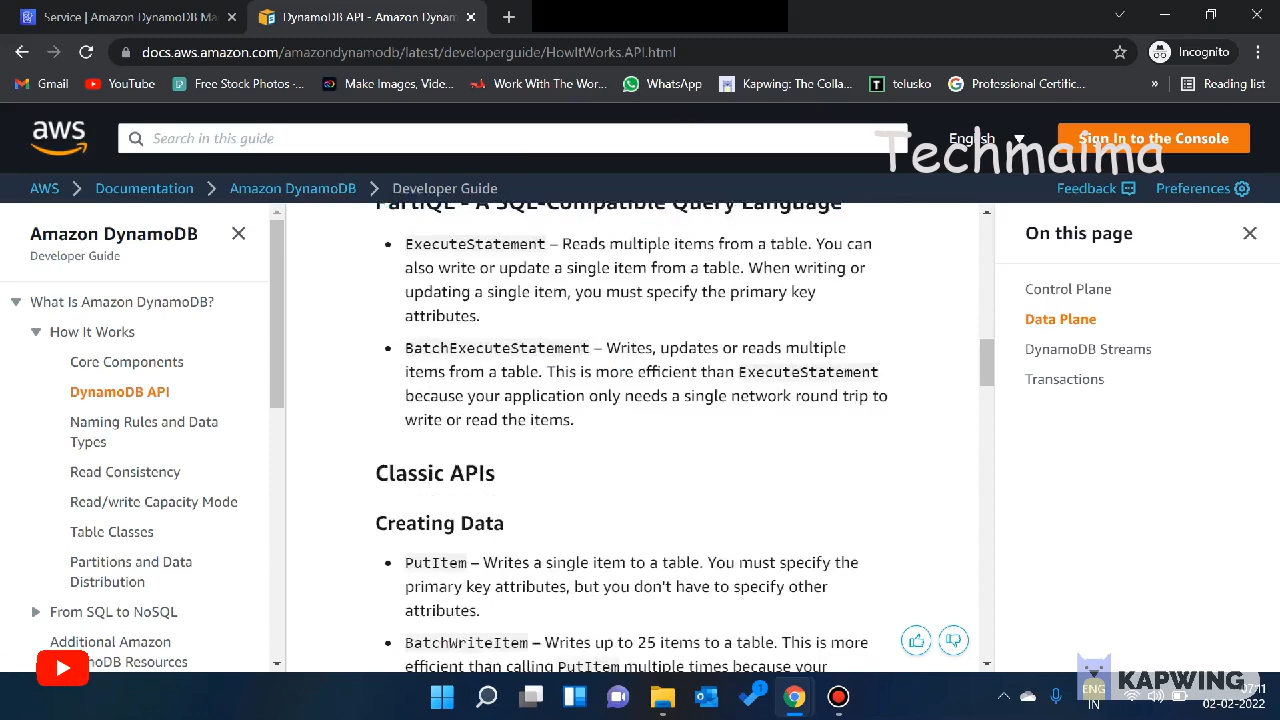 Service | Amazon DynamoDB Ma
DynamoDB API - Amazon Dynam
docs.aws.amazon.com/amazondynamodb/latest/developerguide/HowItWorks.API.html
Incognito
Gmail
YouTube
Free Stock Photos -...
Make Images, Vide...
Work With The Wor...
WhatsApp
Kapwing: The Colla...
telusko
Professional Certific...
»
Reading list
aws
Search in this guide
English
Sign In to the Console
Techmaima
AWS > Documentation > Amazon DynamoDB > Developer Guide
Feedback
Preferences
Amazon DynamoDB
Developer Guide
What Is Amazon DynamoDB?
How It Works
Core Components
DynamoDB API
Naming Rules and Data
Types
Read Consistency
Read/write Capacity Mode
Table Classes
Partitions and Data
Distribution
From SQL to NoSQL
Additional Amazon
DynamoDB Resources
PartiQL - A SQL-Compatible Query Language
• ExecuteStatement – Reads multiple items from a table. You can
also write or update a single item from a table. When writing or
updating a single item, you must specify the primary key
attributes.
• BatchExecuteStatement – Writes, updates or reads multiple
items from a table. This is more efficient than ExecuteStatement
because your application only needs a single network round trip to
write or read the items.
Classic APIs
Creating Data
• PutItem – Writes a single item to a table. You must specify the
primary key attributes, but you don't have to specify other
attributes.
• BatchWriteItem – Writes up to 25 items to a table. This is more
efficient than calling PutItem multiple times because your
On this page
Control Plane
Data Plane
DynamoDB Streams
Transactions
KAPWING
ENG
IN
07:11
02-02-2022